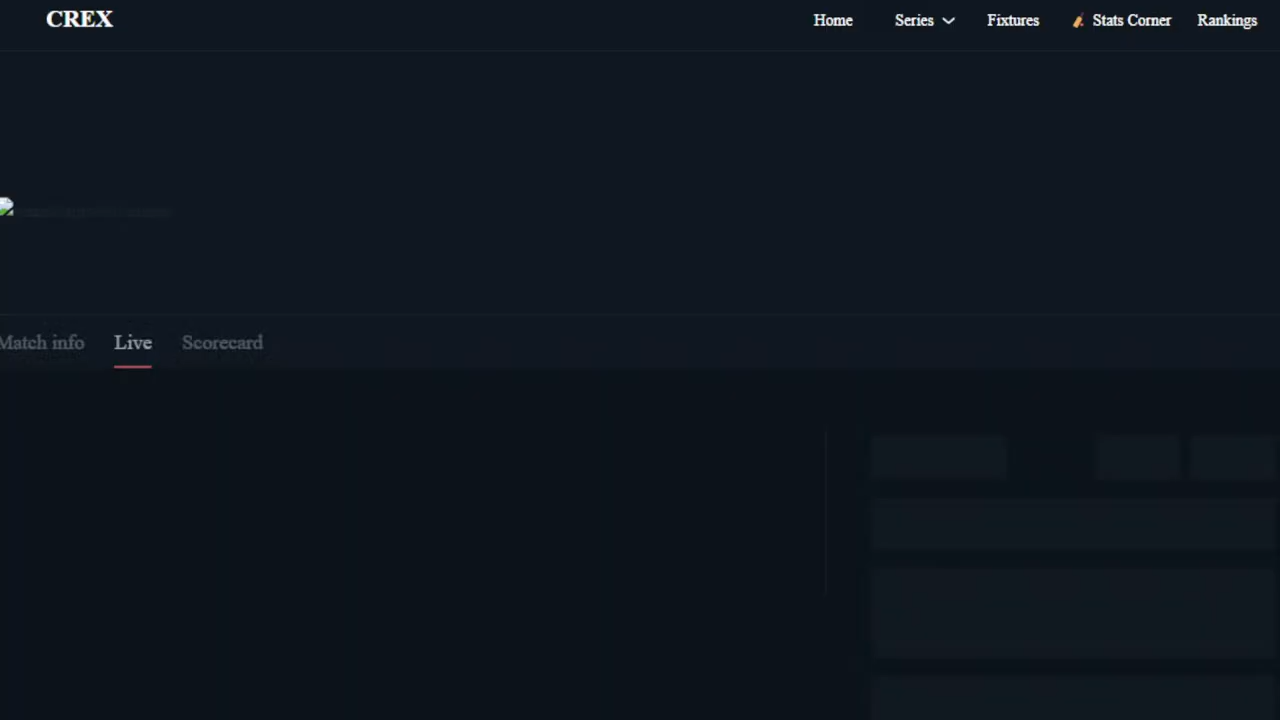 CREX
Home Series Fixtures Stats Corner Rankings
Match info Live Scorecard